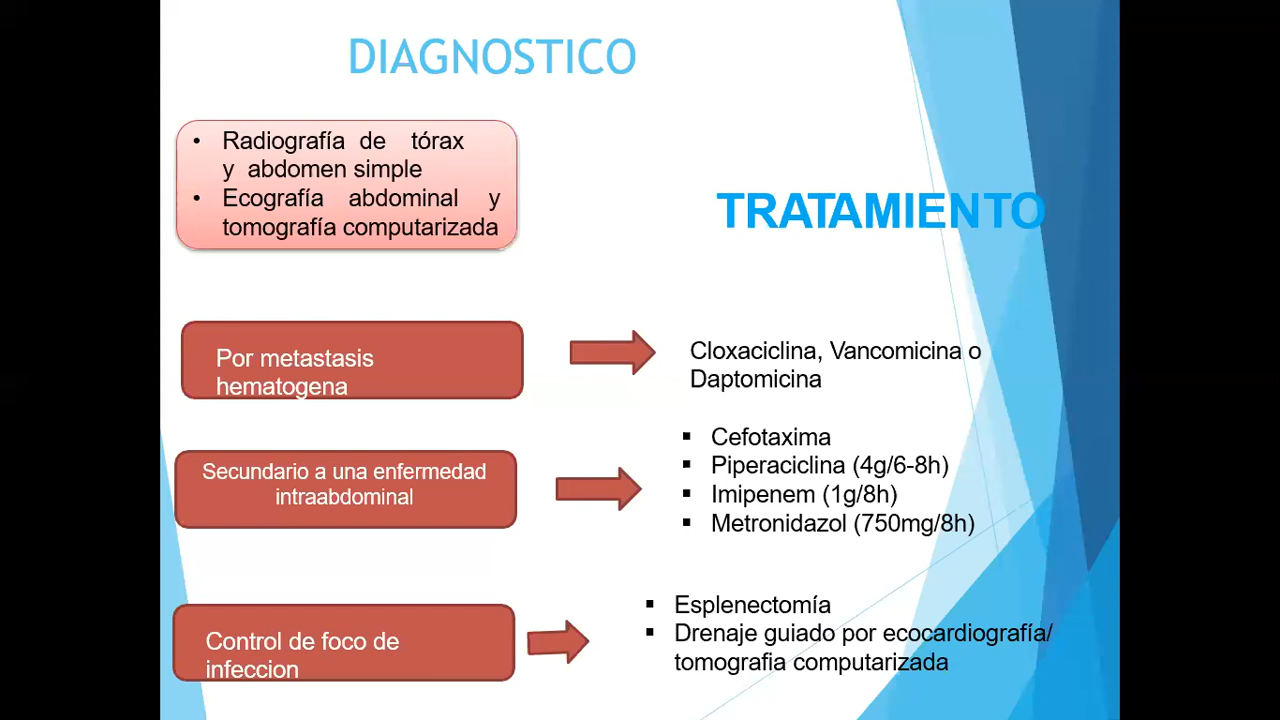 DIAGNOSTICO
• Radiografía de tórax
y abdomen simple
• Ecografía abdominal y
tomografía computarizada
TRATAMIENTO
Por metastasis
hematogena
Cloxaciclina, Vancomicina o
Daptomicina
Secundario a una enfermedad
intraabdominal
▪ Cefotaxima
▪ Piperaciclina (4g/6-8h)
▪ Imipenem (1g/8h)
▪ Metronidazol (750mg/8h)
Control de foco de
infeccion
▪ Esplenectomía
▪ Drenaje guiado por ecocardiografía/
tomografia computarizada